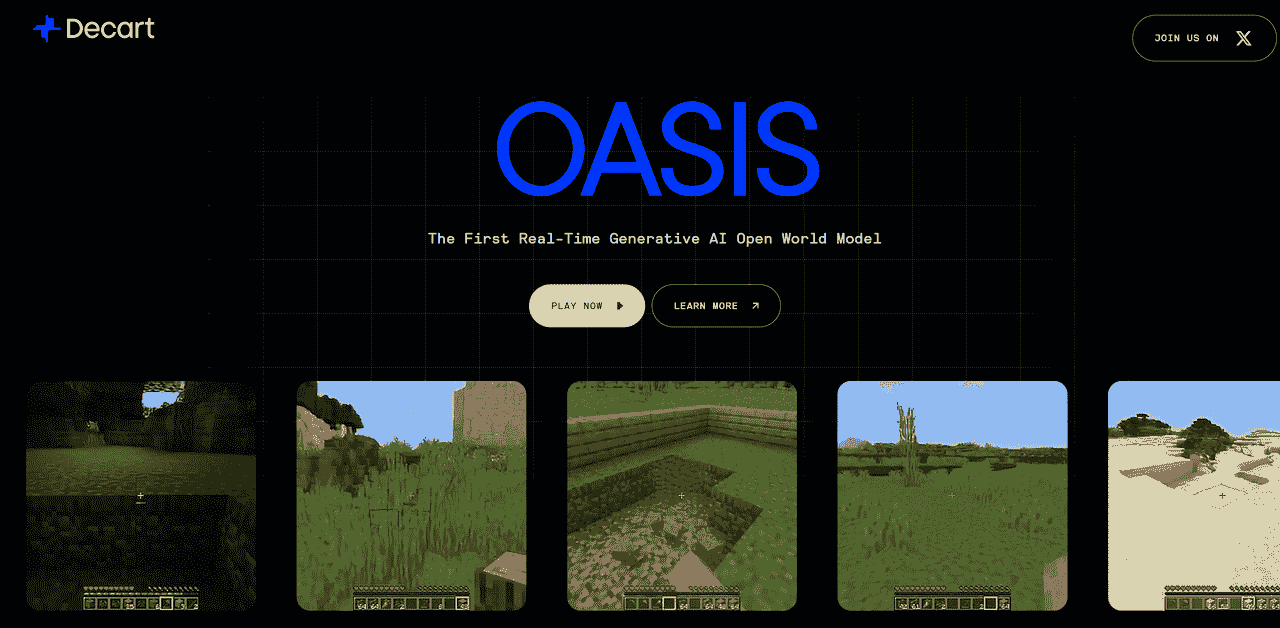 Decart
JOIN US ON X
OASIS
The First Real-Time Generative AI Open World Model
PLAY NOW
LEARN MORE